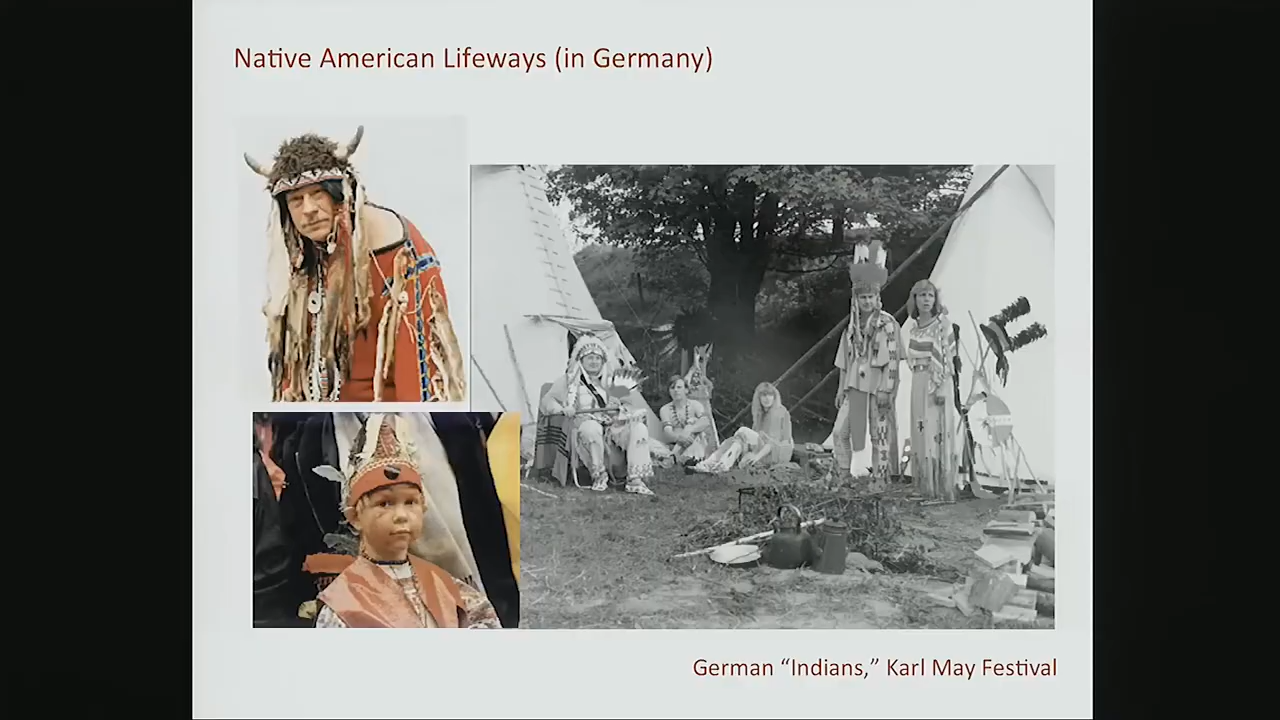 Native American Lifeways (in Germany)
German “Indians,” Karl May Festival